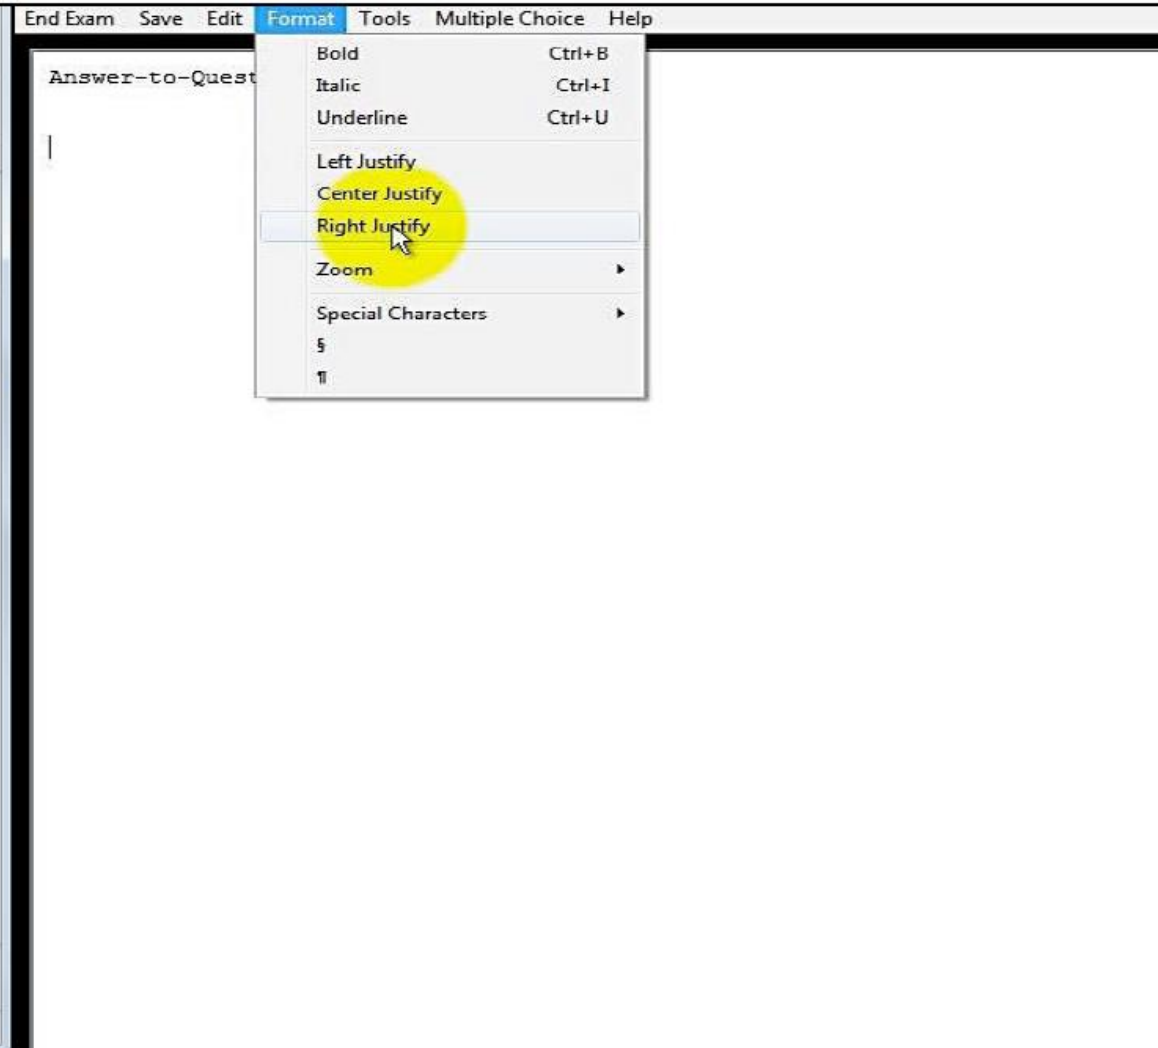 End Exam Save Edit Format Tools Multiple Choice Help
Answer-to-Quest
Bold Ctrl+B
Italic Ctrl+I
Underline Ctrl+U
Left Justify
Center Justify
Right Justify
Zoom
Special Characters
§
¶